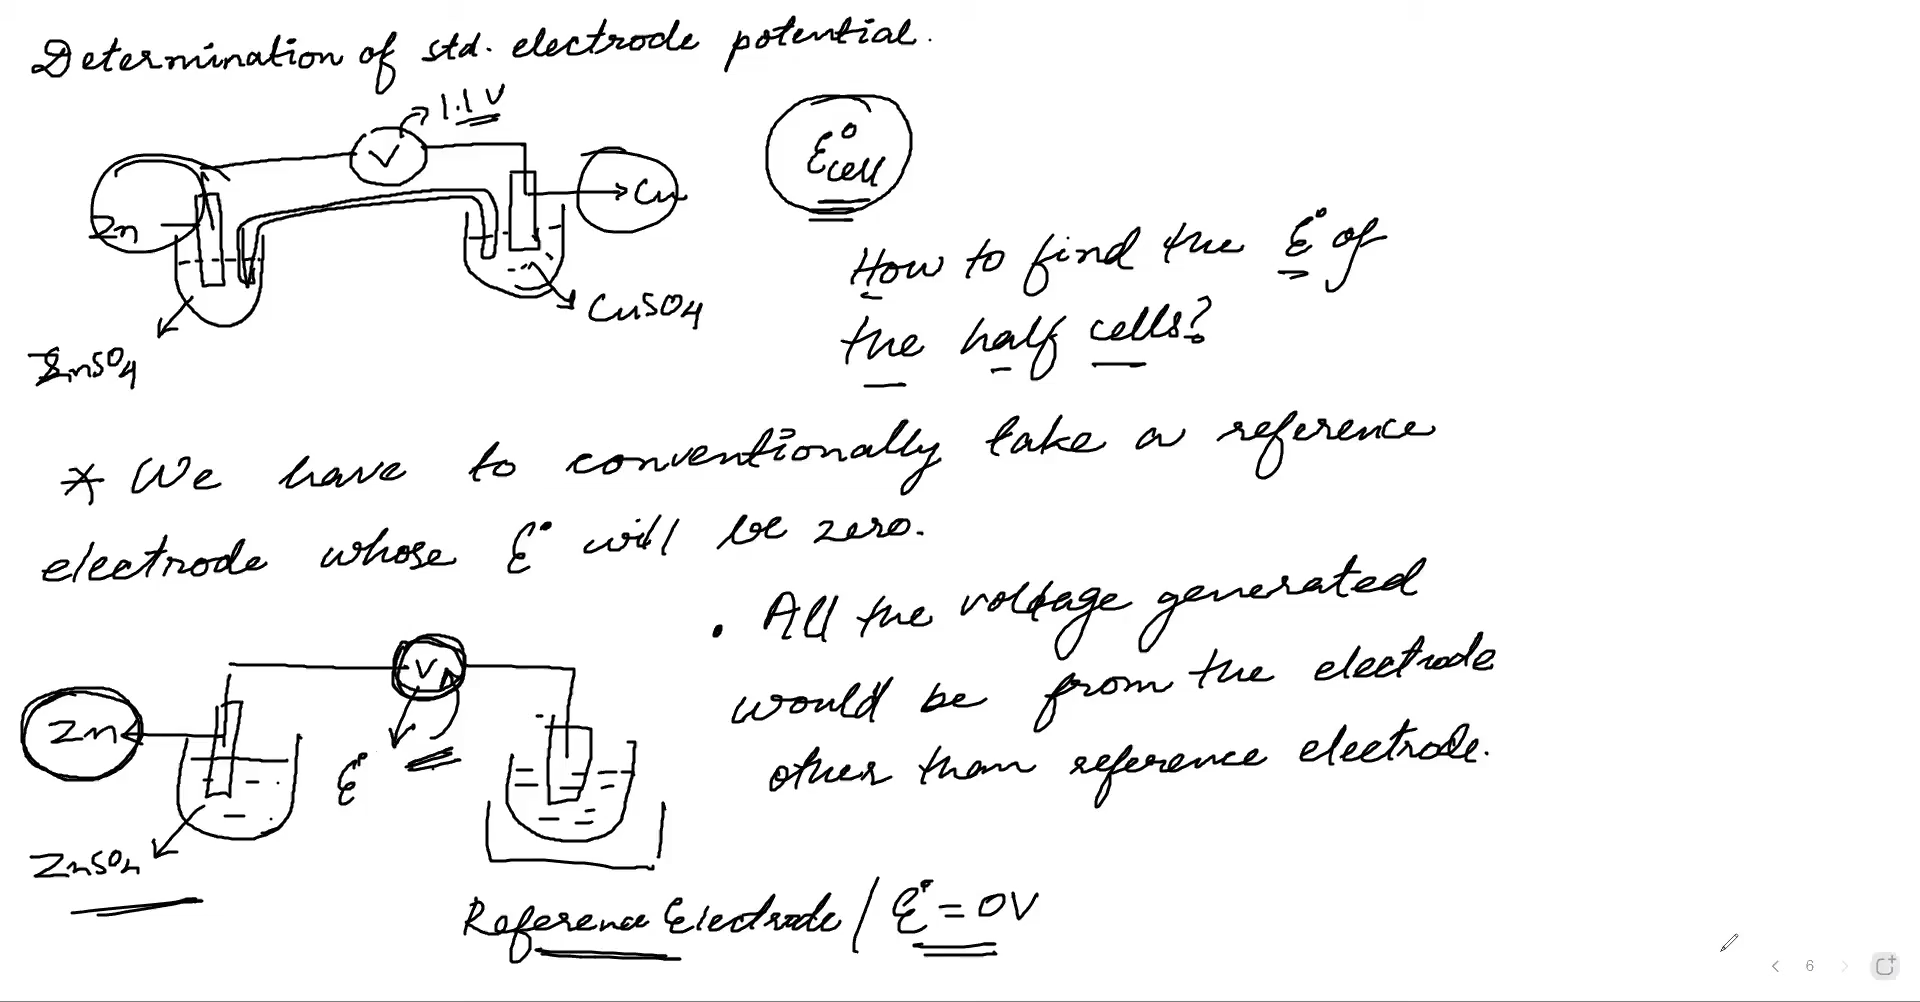 Determination of std. electrode potential.
1.1 V
V
Zn
Cu
CuSO4
ZnSO4
E°cell
How to find the E° of
the half cells?
* We have to conventionally take a reference
electrode whose E° will be zero.
• All the voltage generated
would be from the electrode
other than reference electrode.
V
Zn
E°
ZnSO4
Reference Electrode / E° = 0V
6